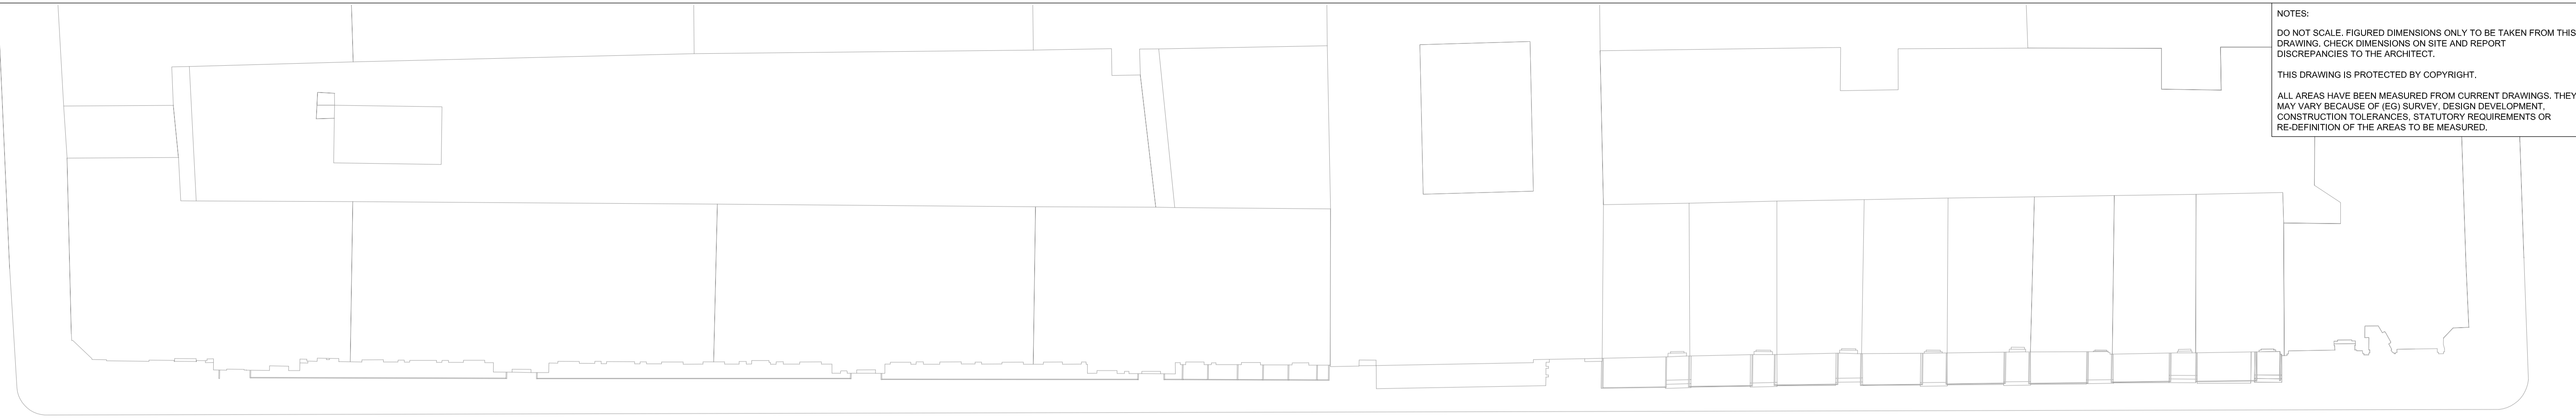 NOTES:
DO NOT SCALE. FIGURED DIMENSIONS ONLY TO BE TAKEN FROM THIS
DRAWING. CHECK DIMENSIONS ON SITE AND REPORT
DISCREPANCIES TO THE ARCHITECT.
THIS DRAWING IS PROTECTED BY COPYRIGHT.
ALL AREAS HAVE BEEN MEASURED FROM CURRENT DRAWINGS. THEY
MAY VARY BECAUSE OF (EG) SURVEY, DESIGN DEVELOPMENT,
CONSTRUCTION TOLERANCES, STATUTORY REQUIREMENTS OR
RE-DEFINITION OF THE AREAS TO BE MEASURED.